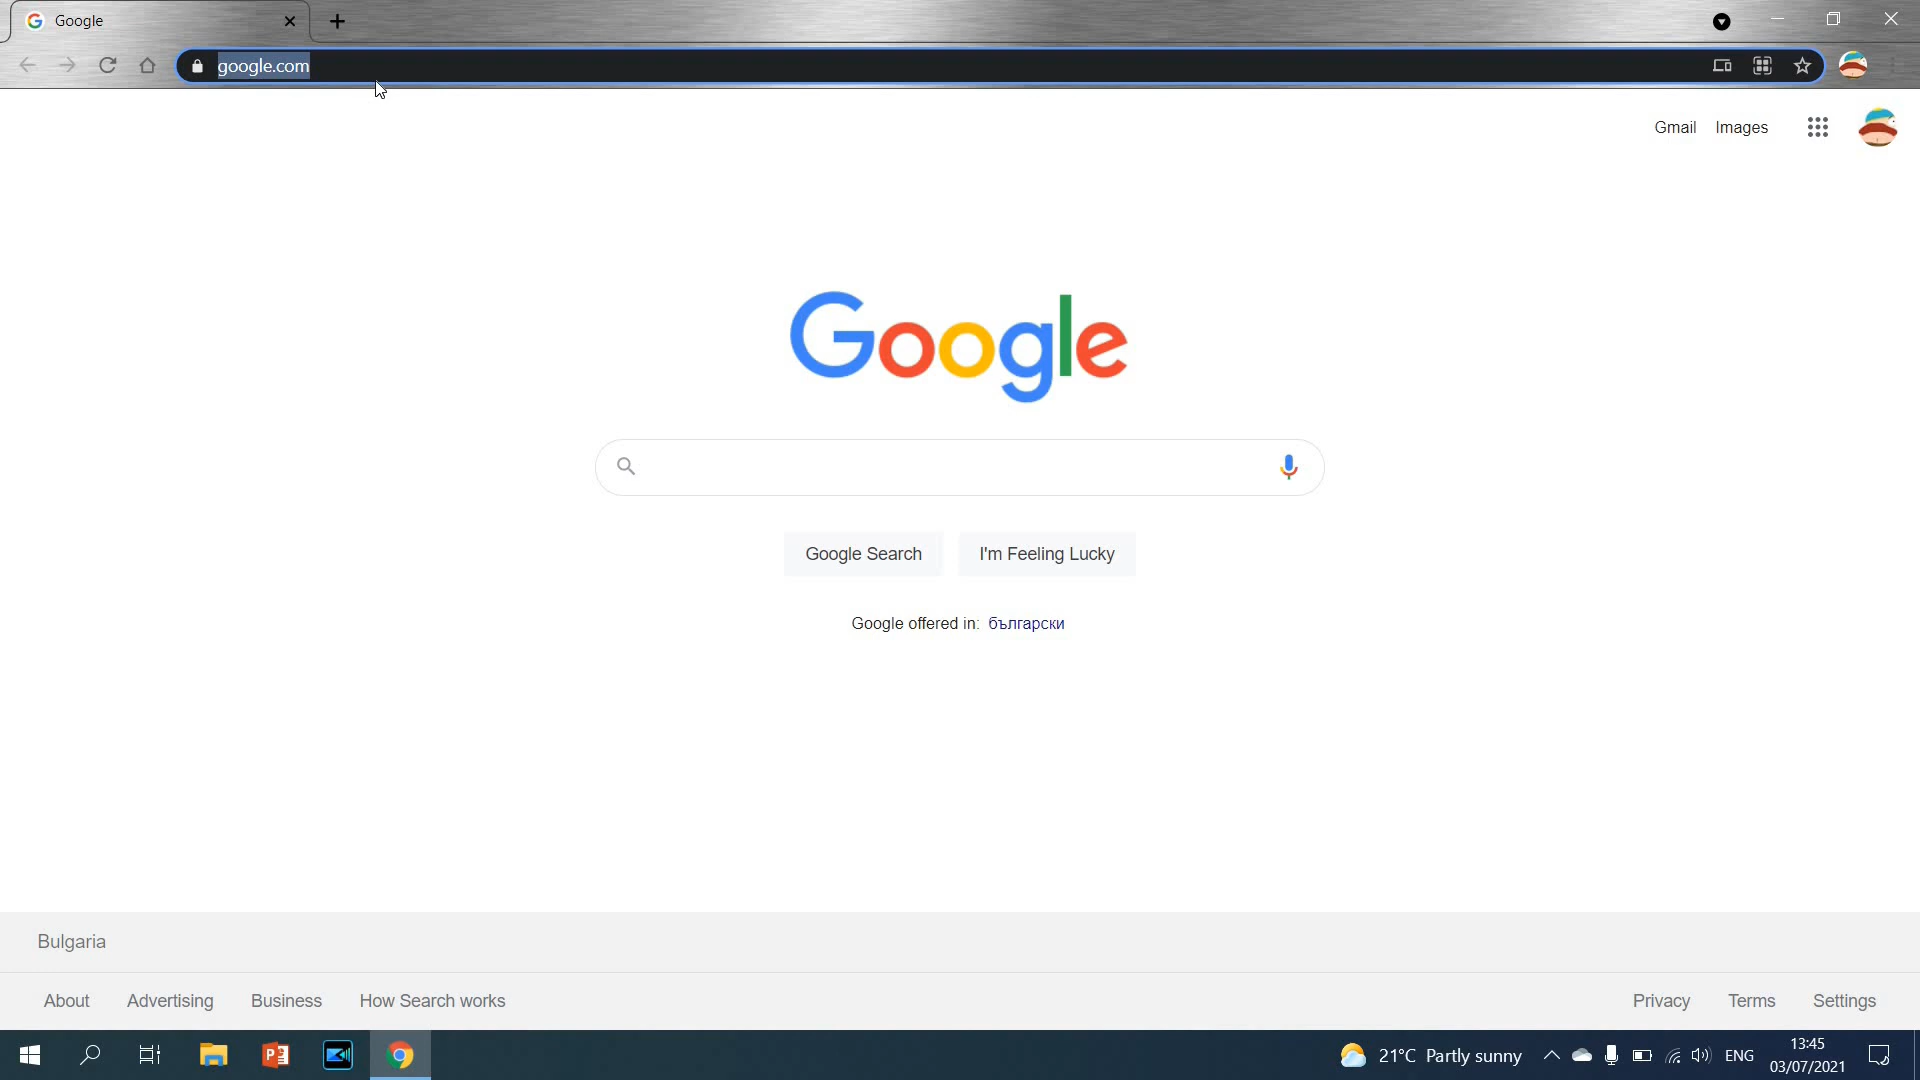 Google
google.com
Gmail Images
Google
Google Search I'm Feeling Lucky
Google offered in: български
Bulgaria
About Advertising Business How Search works Privacy Terms Settings
21°C Partly sunny ENG 13:45
03/07/2021